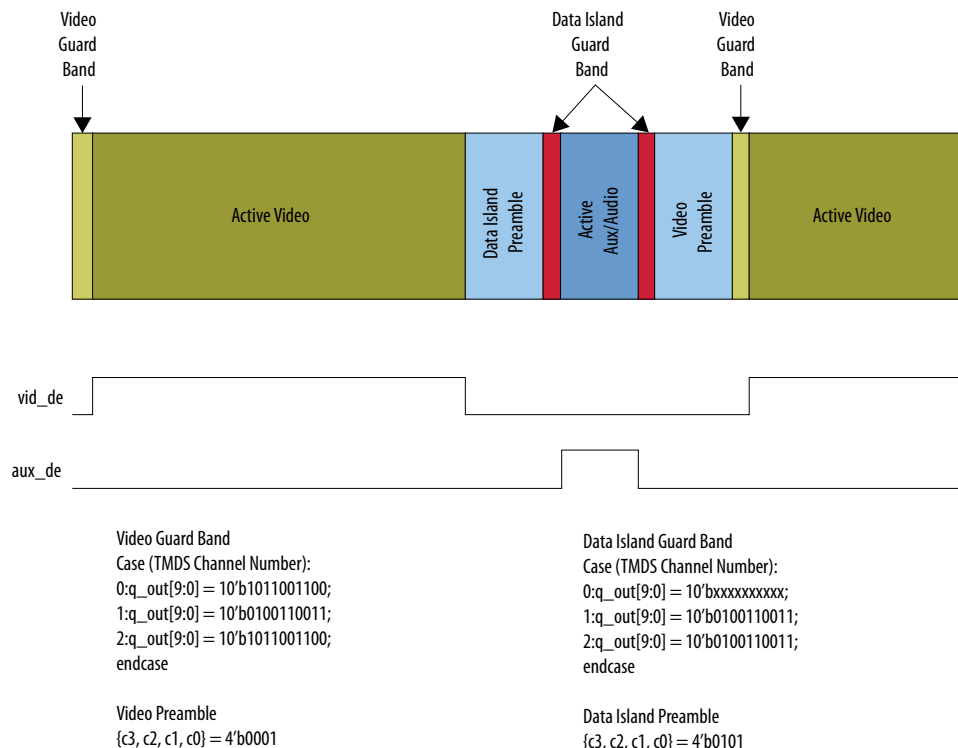 Video
Guard
Band
Data Island
Guard
Band
Video
Guard
Band
Active Video
Data Island
Preamble
Active
Aux/Audio
Video
Preamble
Active Video
vid_de
aux_de
Video Guard Band
Case (TMDS Channel Number):
0:q_out[9:0] = 10’b1011001100;
1:q_out[9:0] = 10’b0100110011;
2:q_out[9:0] = 10’b1011001100;
endcase
Video Preamble
{c3, c2, c1, c0} = 4’b0001
Data Island Guard Band
Case (TMDS Channel Number):
0:q_out[9:0] = 10’bxxxxxxxxxx;
1:q_out[9:0] = 10’b0100110011;
2:q_out[9:0] = 10’b0100110011;
endcase
Data Island Preamble
{c3, c2, c1, c0} = 4’b0101